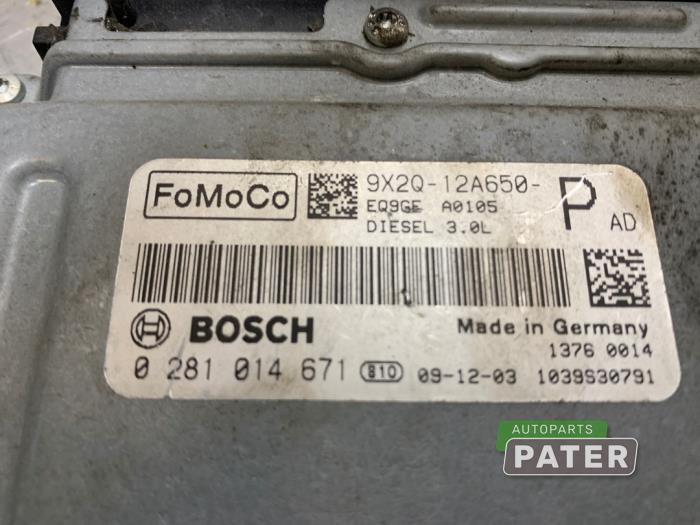 FoMoCo
9X2Q-12A650- P AD
EQ9GE A0105
DIESEL 3.0L
BOSCH
Made in Germany
1376 0014
0 281 014 671 810 09-12-03 1039S30791
AUTOPARTS
PATER